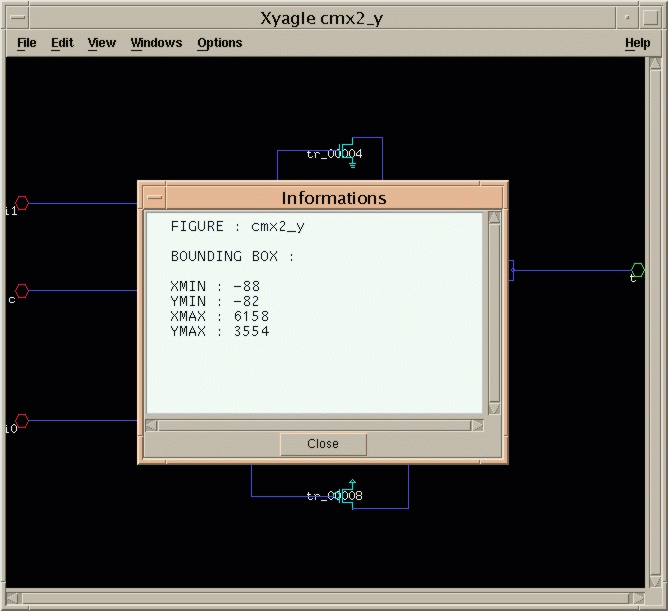 Xyagle cmx2_y
File Edit View Windows Options Help
tr_00004
i1
Informations
FIGURE : cmx2_y
BOUNDING BOX :
t
XMIN : -88
c
YMIN : -82
XMAX : 6158
YMAX : 3554
i0
Close
tr_00008